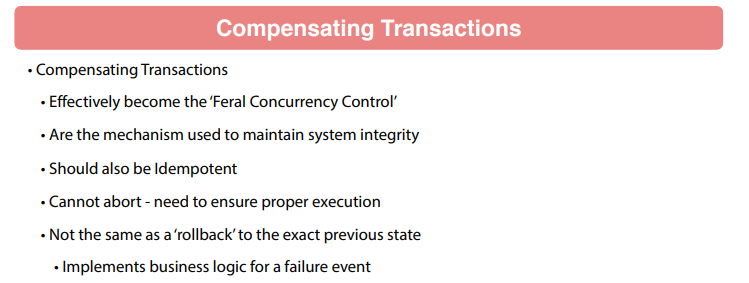 Compensating Transactions
• Compensating Transactions
• Effectively become the ‘Feral Concurrency Control’
• Are the mechanism used to maintain system integrity
• Should also be Idempotent
• Cannot abort - need to ensure proper execution
• Not the same as a ‘rollback’ to the exact previous state
• Implements business logic for a failure event